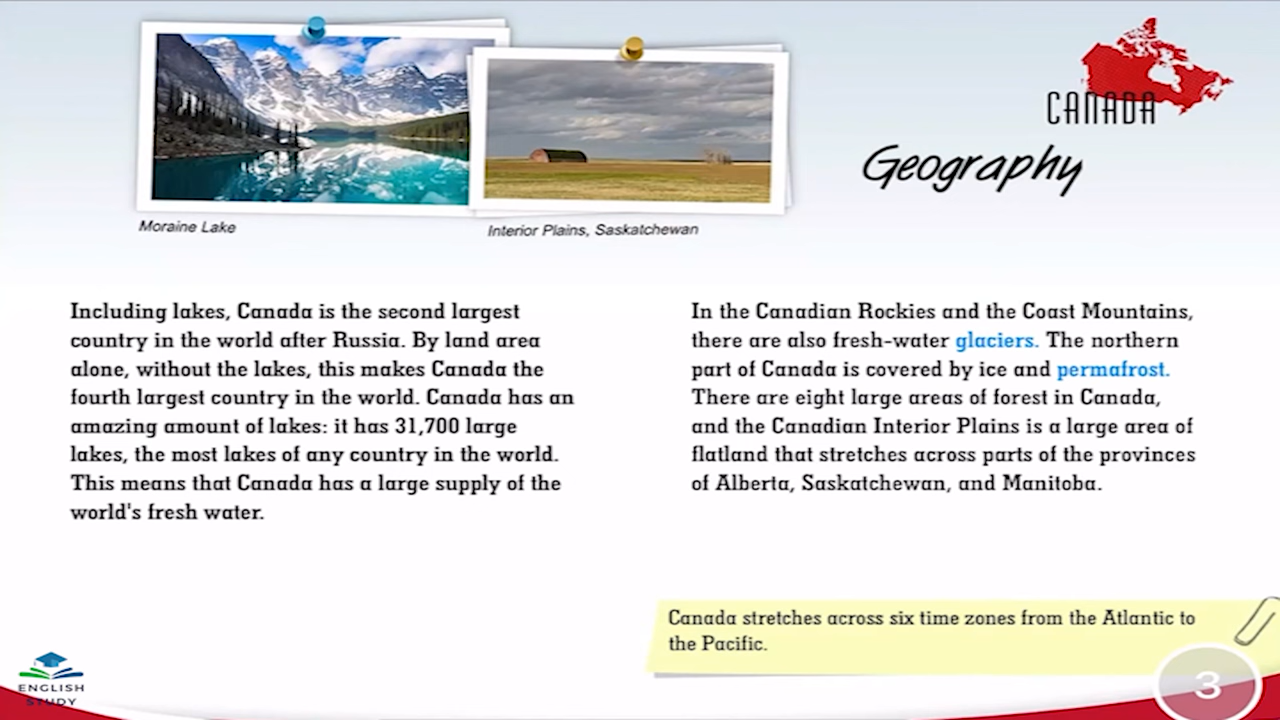 CANADA
Geography
Moraine Lake
Interior Plains, Saskatchewan
Including lakes, Canada is the second largest
country in the world after Russia. By land area
alone, without the lakes, this makes Canada the
fourth largest country in the world. Canada has an
amazing amount of lakes: it has 31,700 large
lakes, the most lakes of any country in the world.
This means that Canada has a large supply of the
world's fresh water.
In the Canadian Rockies and the Coast Mountains,
there are also fresh-water glaciers. The northern
part of Canada is covered by ice and permafrost.
There are eight large areas of forest in Canada,
and the Canadian Interior Plains is a large area of
flatland that stretches across parts of the provinces
of Alberta, Saskatchewan, and Manitoba.
Canada stretches across six time zones from the Atlantic to
the Pacific.
ENGLISH
STUDY
3